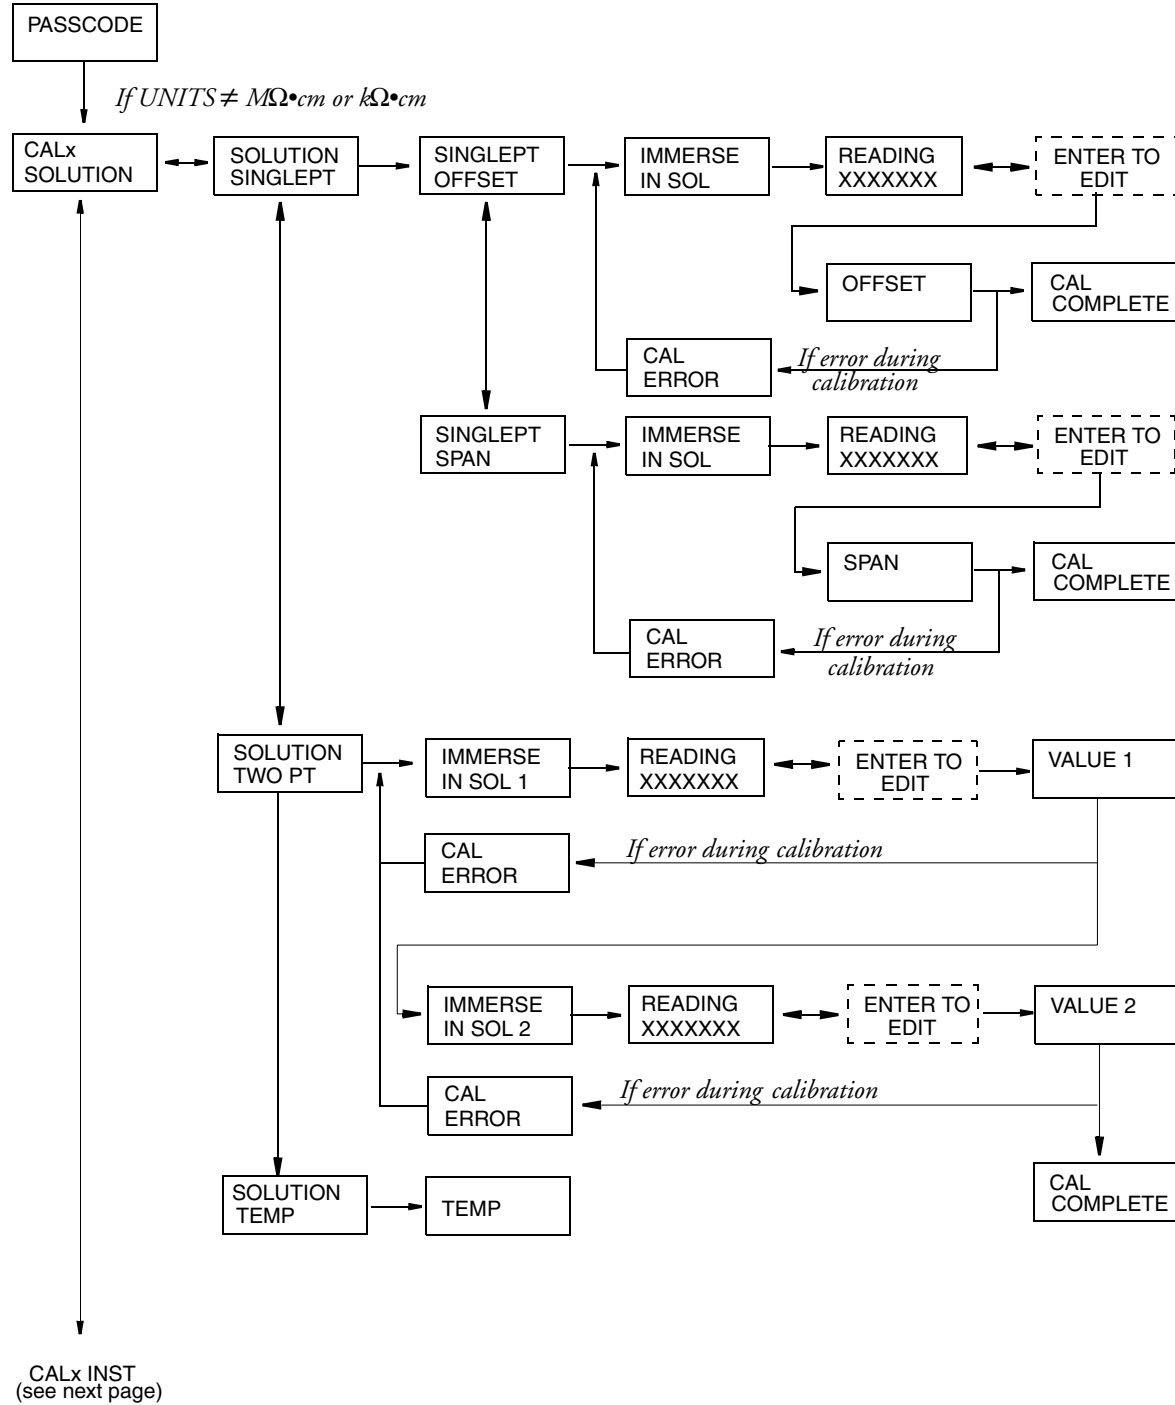 PASSCODE
If UNITS ≠ MΩ•cm or kΩ•cm
CALx
SOLUTION
SOLUTION
SINGLEPT
SINGLEPT
OFFSET
IMMERSE
IN SOL
READING
XXXXXXX
ENTER TO
EDIT
OFFSET
CAL
COMPLETE
CAL
ERROR
If error during
calibration
SINGLEPT
SPAN
IMMERSE
IN SOL
READING
XXXXXXX
ENTER TO
EDIT
SPAN
CAL
COMPLETE
CAL
ERROR
If error during
calibration
SOLUTION
TWO PT
IMMERSE
IN SOL 1
READING
XXXXXXX
ENTER TO
EDIT
VALUE 1
CAL
ERROR
If error during calibration
IMMERSE
IN SOL 2
READING
XXXXXXX
ENTER TO
EDIT
VALUE 2
CAL
ERROR
If error during calibration
SOLUTION
TEMP
TEMP
CAL
COMPLETE
CALx INST
(see next page)